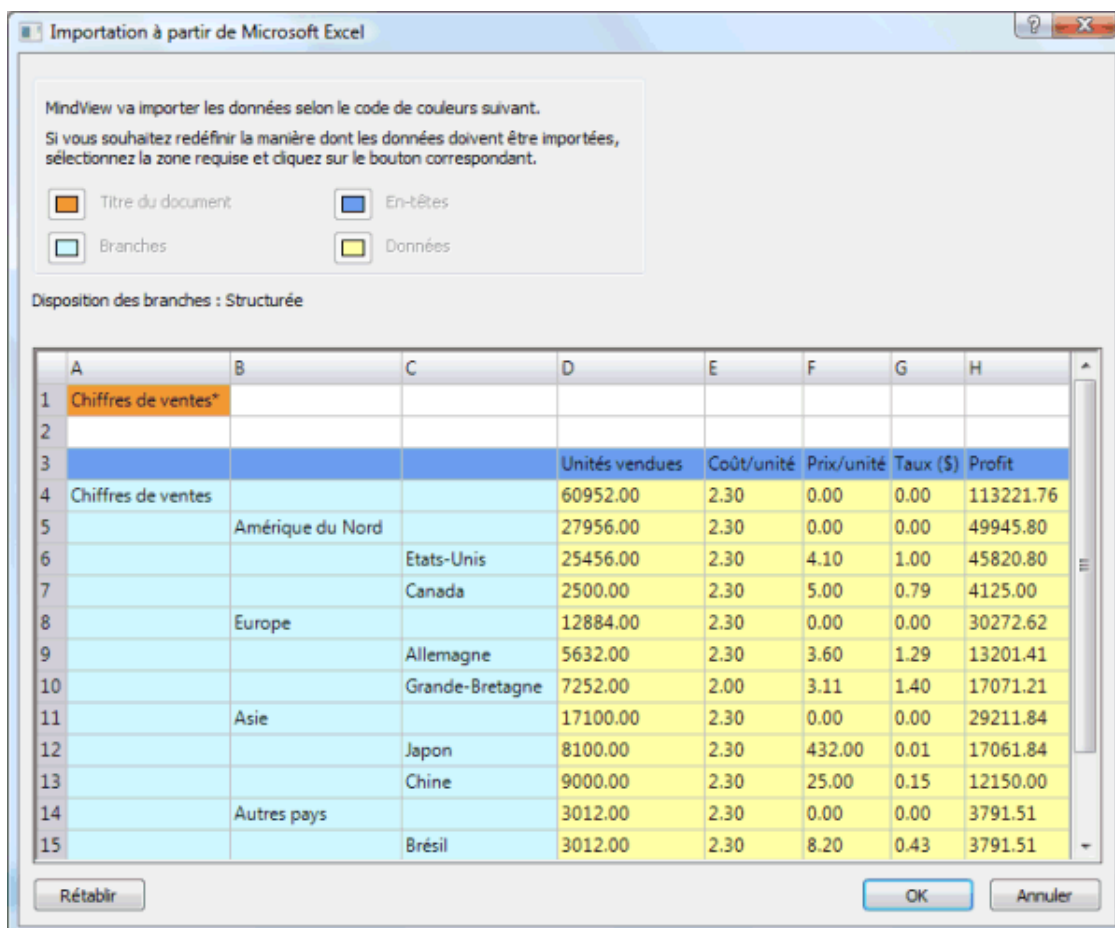 Importation à partir de Microsoft Excel
MindView va importer les données selon le code de couleurs suivant.
Si vous souhaitez redéfinir la manière dont les données doivent être importées,
sélectionnez la zone requise et cliquez sur le bouton correspondant.
Titre du document En-têtes
Branches Données
Disposition des branches : Structurée
A B C D E F G H
1 Chiffres de ventes*
2
3 Unités vendues Coût/unité Prix/unité Taux ($) Profit
4 Chiffres de ventes 60952.00 2.30 0.00 0.00 113221.76
5 Amérique du Nord 27956.00 2.30 0.00 0.00 49945.80
6 Etats-Unis 25456.00 2.30 4.10 1.00 45820.80
7 Canada 2500.00 2.30 5.00 0.79 4125.00
8 Europe 12884.00 2.30 0.00 0.00 30272.62
9 Allemagne 5632.00 2.30 3.60 1.29 13201.41
10 Grande-Bretagne 7252.00 2.00 3.11 1.40 17071.21
11 Asie 17100.00 2.30 0.00 0.00 29211.84
12 Japon 8100.00 2.30 432.00 0.01 17061.84
13 Chine 9000.00 2.30 25.00 0.15 12150.00
14 Autres pays 3012.00 2.30 0.00 0.00 3791.51
15 Brésil 3012.00 2.30 8.20 0.43 3791.51
Rétablir OK Annuler